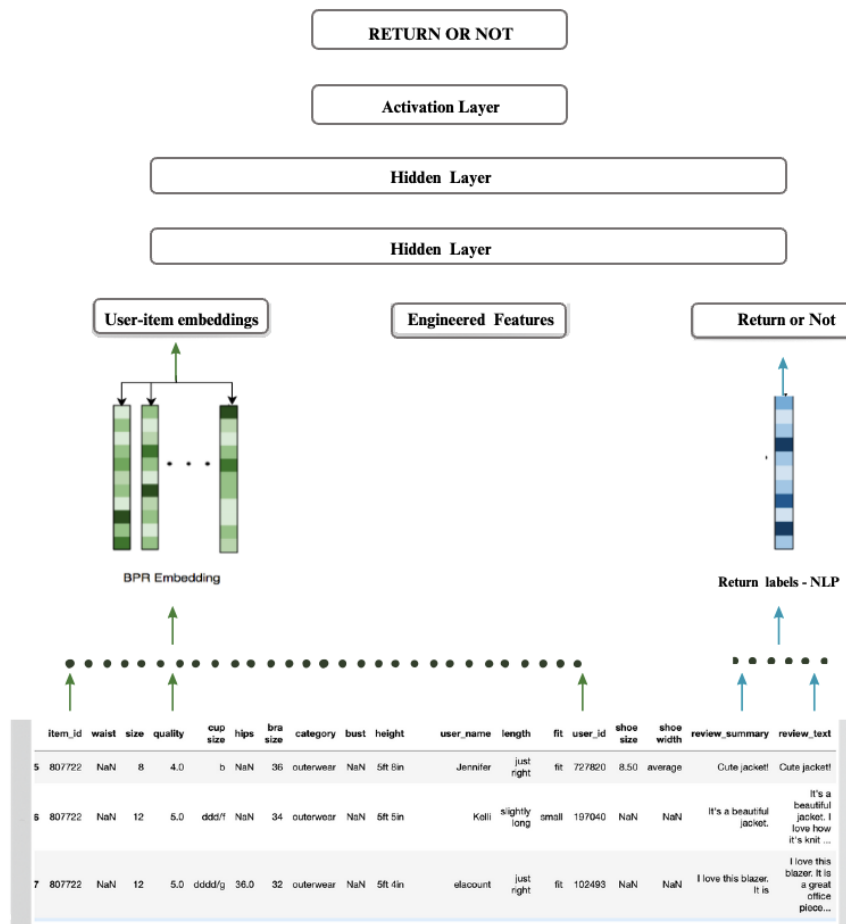 RETURN OR NOT
Activation Layer
Hidden Layer
Hidden Layer
User-item embeddings Engineered Features Return or Not
BPR Embedding
Return labels - NLP
item_id waist size quality cup size hips bra size category bust height user_name length fit user_id shoe size shoe width review_summary review_text
5 807722 NaN 8 4.0 b NaN 36 outerwear NaN 5ft 8in Jennifer just right fit 727820 8.50 average Cute jacket! Cute jacket!
6 807722 NaN 12 5.0 ddd/f NaN 34 outerwear NaN 5ft 5in Kelli slightly long small 197040 NaN NaN It's a beautiful jacket. It's a beautiful jacket. I love how it's knit ...
7 807722 NaN 12 5.0 dddd/g 36.0 32 outerwear NaN 5ft 4in elacount just right fit 102493 NaN NaN I love this blazer. It is I love this blazer. It is a great office piece...